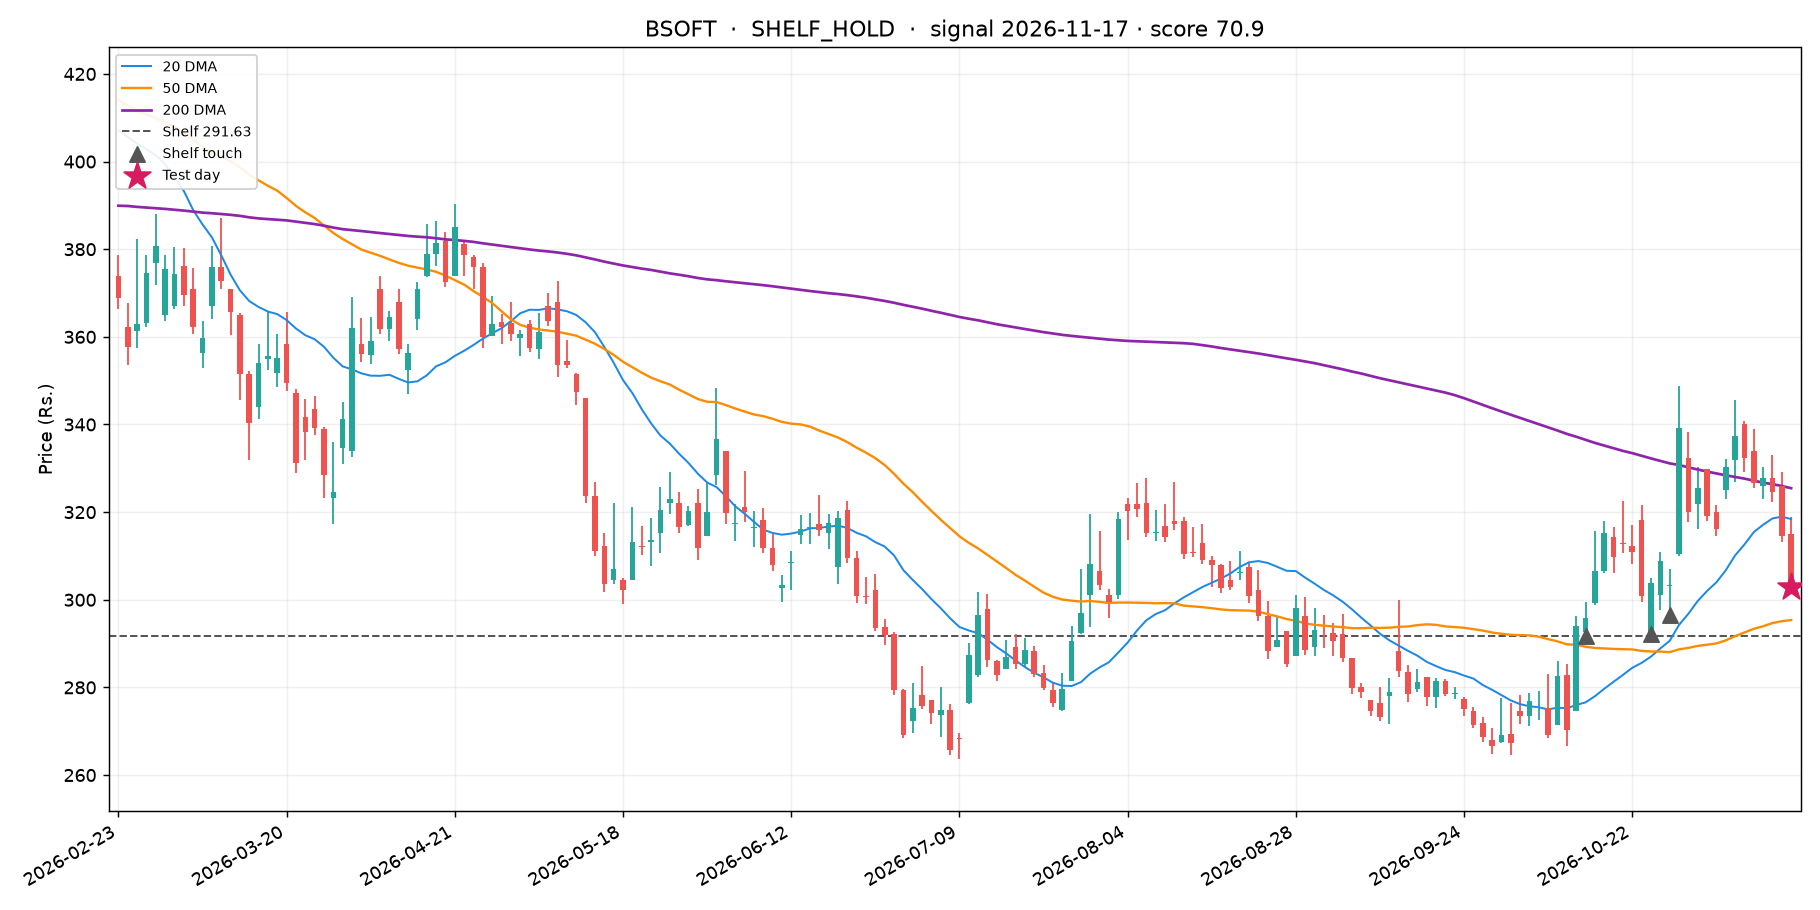 BSOFT · SHELF_HOLD · signal 2026-11-17 · score 70.9
20 DMA
50 DMA
200 DMA
Shelf 291.63
Shelf touch
Test day
Price (Rs.)
420
400
380
360
340
320
300
280
260
2026-02-23
2026-03-20
2026-04-21
2026-05-18
2026-06-12
2026-07-09
2026-08-04
2026-08-28
2026-09-24
2026-10-22